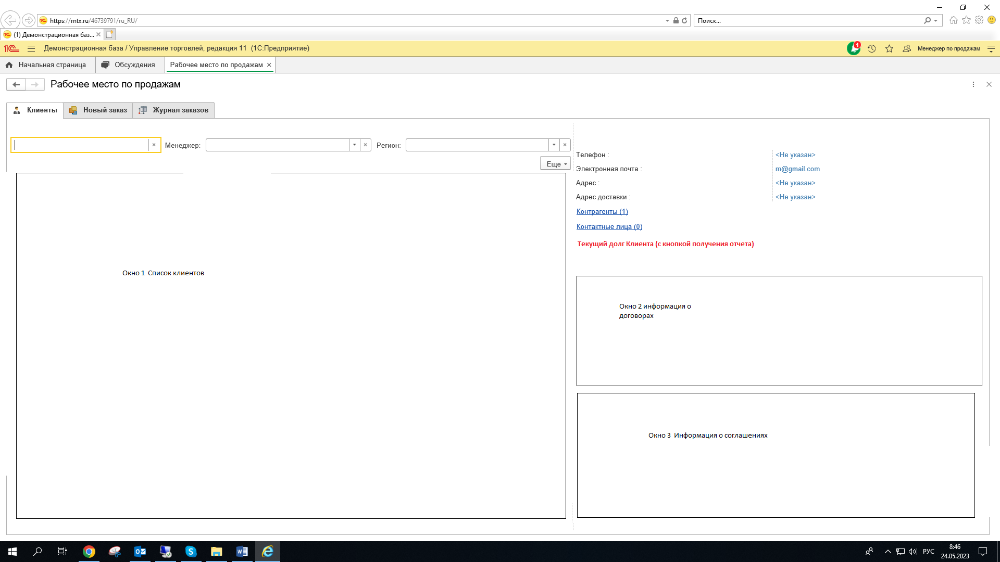 https://rntx.ru/46739791/ru_RU/
Поиск...
(1) Демонстрационная баз...
1С Демонстрационная база / Управление торговлей, редакция 11 (1С:Предприятие)
1
Менеджер по продажам
Начальная страница
Обсуждения
Рабочее место по продажам
Рабочее место по продажам
Клиенты
Новый заказ
Журнал заказов
Менеджер:
Регион:
Еще
Телефон :
<Не указан>
Электронная почта :
m@gmail.com
Адрес :
<Не указан>
Адрес доставки :
<Не указан>
Контрагенты (1)
Контактные лица (0)
Текущий долг Клиента (с кнопкой получения отчета)
Окно 1 Список клиентов
Окно 2 информация о
договорах
Окно 3 Информация о соглашениях
РУС
8:46
24.05.2023